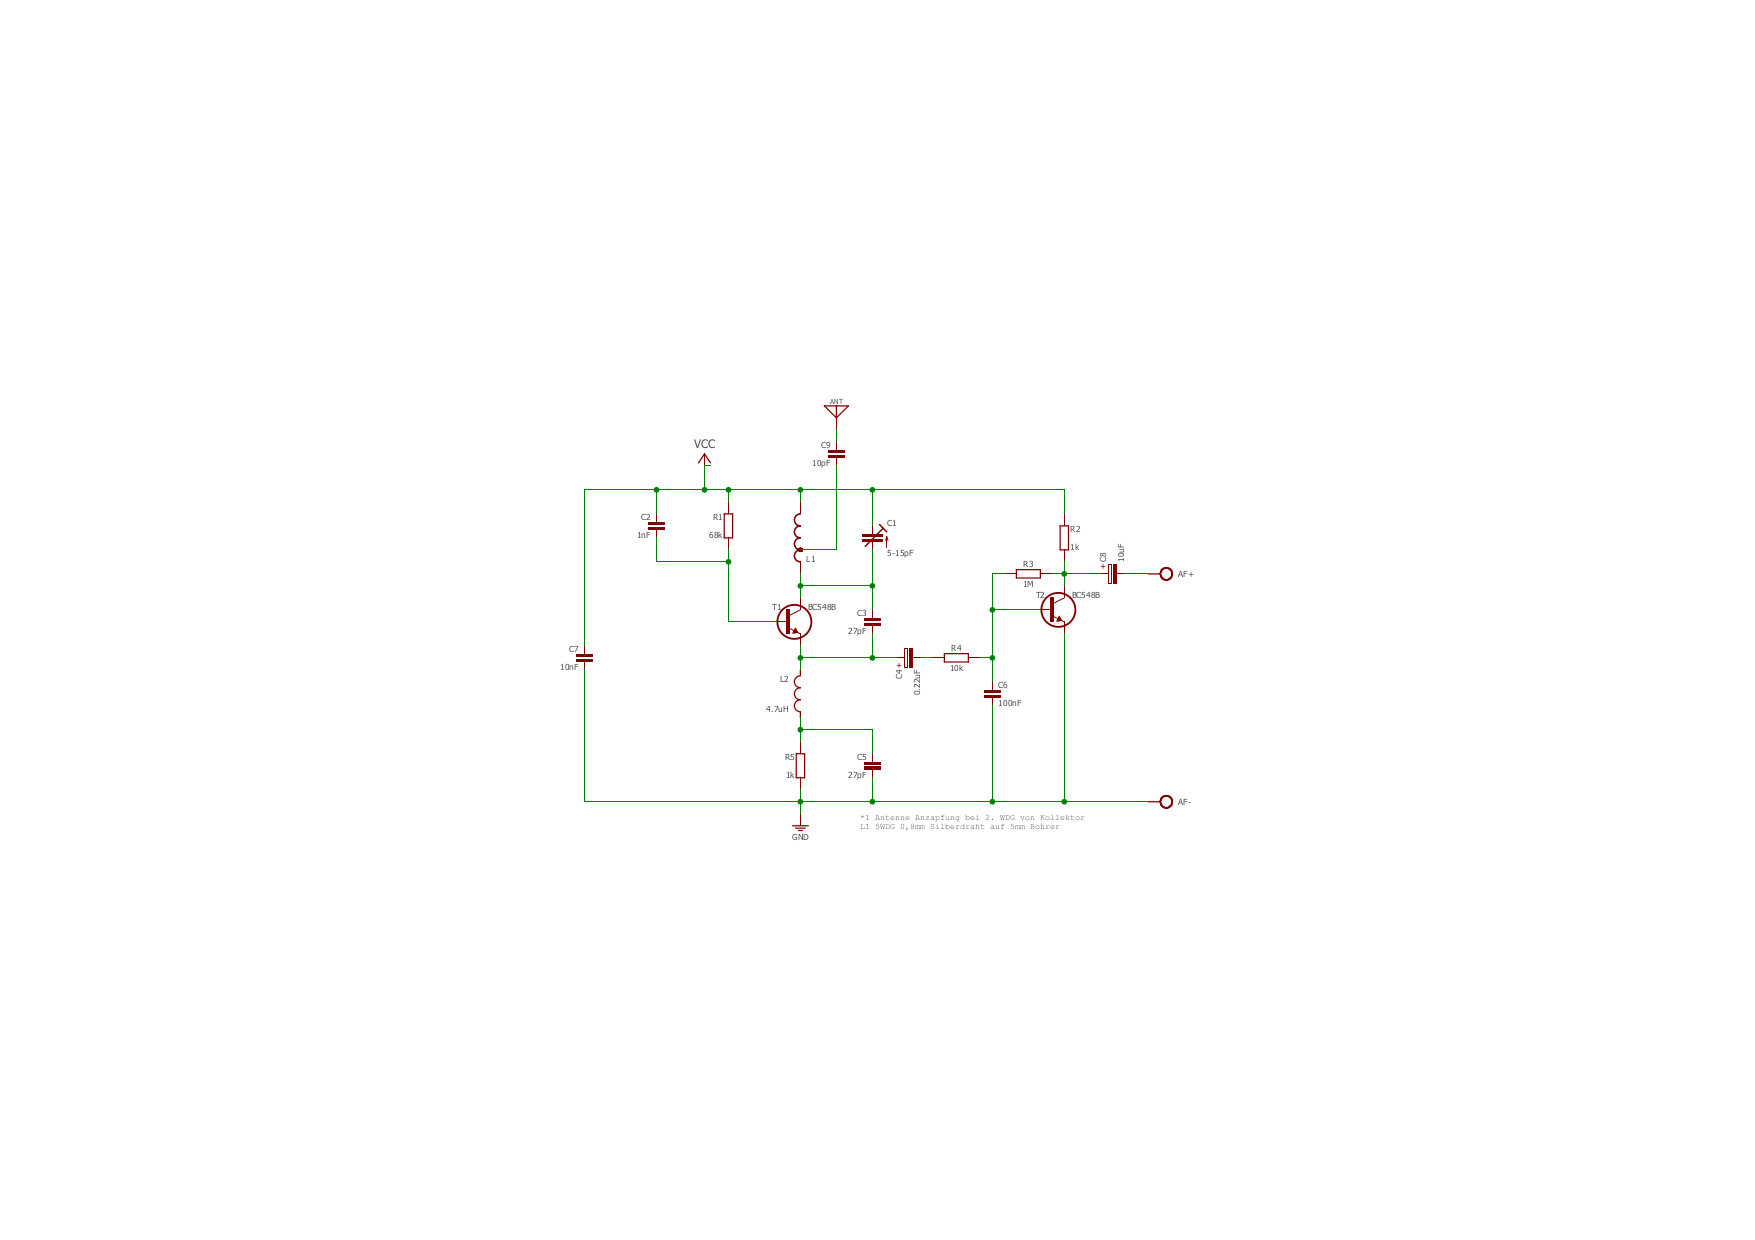 ANT
VCC
C9
10pF
C2
1nF
R1
68k
C1
5-15pF
L1
R2
1k
C8
+
10uF
AF+
R3
1M
T1
BC548B
C3
27pF
T2
BC548B
C7
10nF
C4
+
0.22uF
R4
10k
L2
4.7uH
C6
100nF
R5
1k
C5
27pF
AF-
GND
*1 Antenne Anzapfung bei 2. WDG von Kollektor
L1 5WDG 0,8mm Silberdraht auf 5mm Bohrer